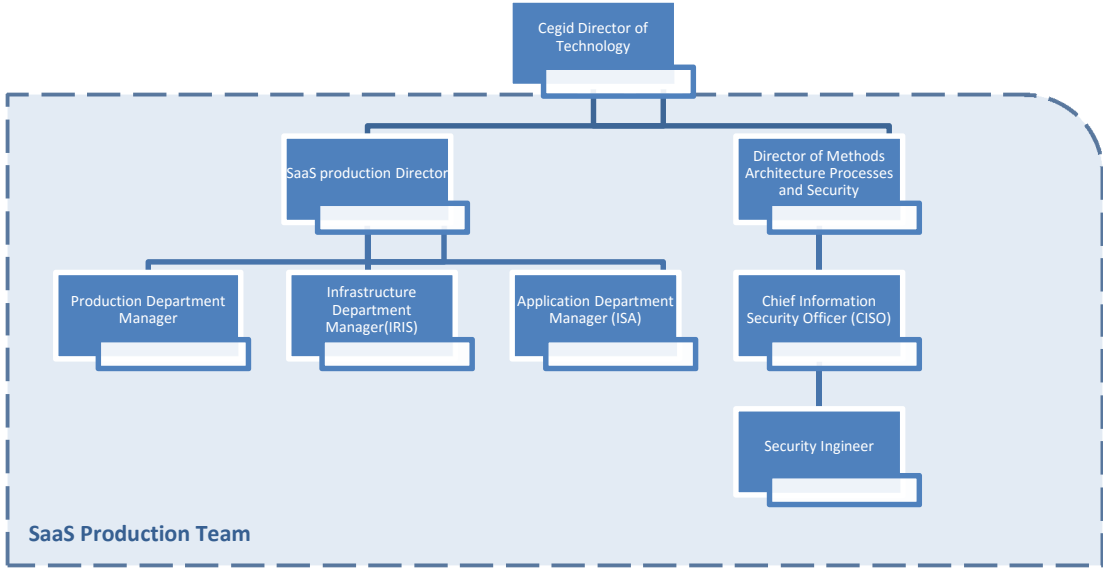 Cegid Director of
Technology
SaaS production Director
Director of Methods
Architecture Processes
and Security
Production Department
Manager
Infrastructure
Department
Manager(IRIS)
Application Department
Manager (ISA)
Chief Information
Security Officer (CISO)
Security Ingineer
SaaS Production Team